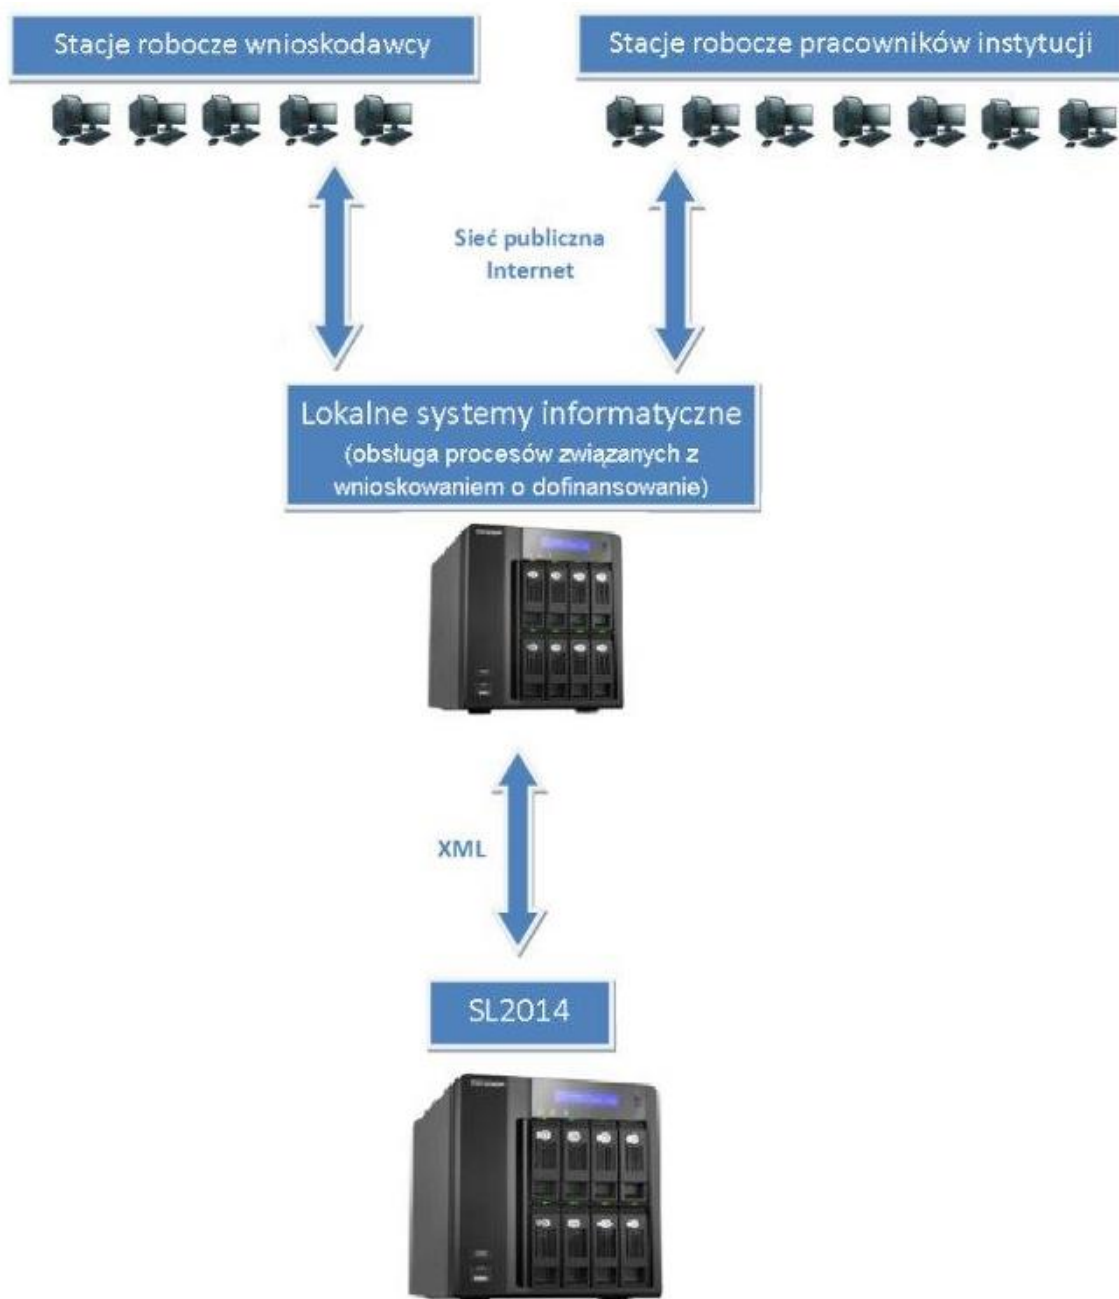 Stacje robocze wnioskodawcy
Stacje robocze pracowników instytucji
Sieć publiczna
Internet
Lokalne systemy informatyczne
(obsługa procesów związanych z
wnioskowaniem o dofinansowanie)
XML
SL2014